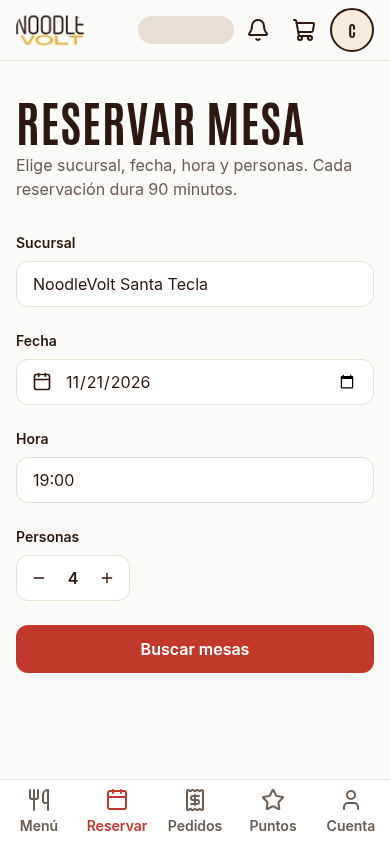 NOODLE
VOLT
C
RESERVAR MESA
Elige sucursal, fecha, hora y personas. Cada
reservación dura 90 minutos.
Sucursal
NoodleVolt Santa Tecla
Fecha
11/21/2026
Hora
19:00
Personas
− 4 +
Buscar mesas
Menú Reservar Pedidos Puntos Cuenta